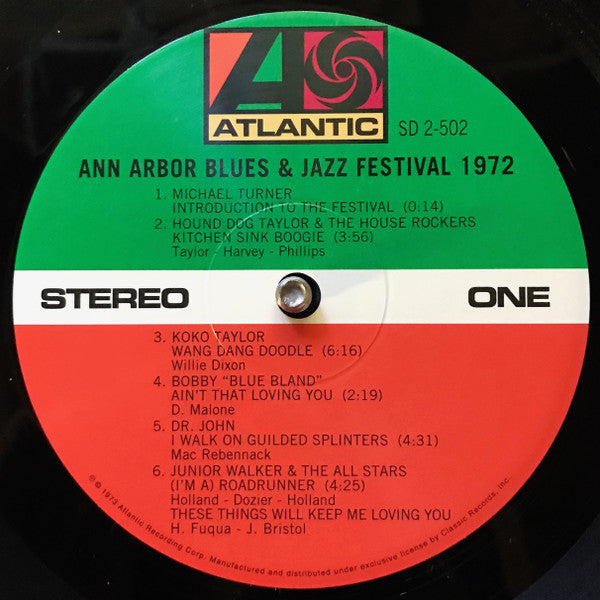 ATLANTIC
SD 2-502
ANN ARBOR BLUES & JAZZ FESTIVAL 1972
1. MICHAEL TURNER
INTRODUCTION TO THE FESTIVAL (0:14)
2. HOUND DOG TAYLOR & THE HOUSE ROCKERS
KITCHEN SINK BOOGIE (3:56)
Taylor - Harvey - Phillips
STEREO
ONE
3. KOKO TAYLOR
WANG DANG DOODLE (6:16)
Willie Dixon
4. BOBBY “BLUE BLAND”
AIN'T THAT LOVING YOU (2:19)
D. Malone
5. DR. JOHN
I WALK ON GUILDED SPLINTERS (4:31)
Mac Rebennack
6. JUNIOR WALKER & THE ALL STARS
(I'M A) ROADRUNNER (4:25)
Holland - Dozier - Holland
THESE THINGS WILL KEEP ME LOVING YOU
H. Fuqua - J. Bristol
℗ © 1973 Atlantic Recording Corp. Manufactured and distributed under exclusive license by Classic Records, Inc.